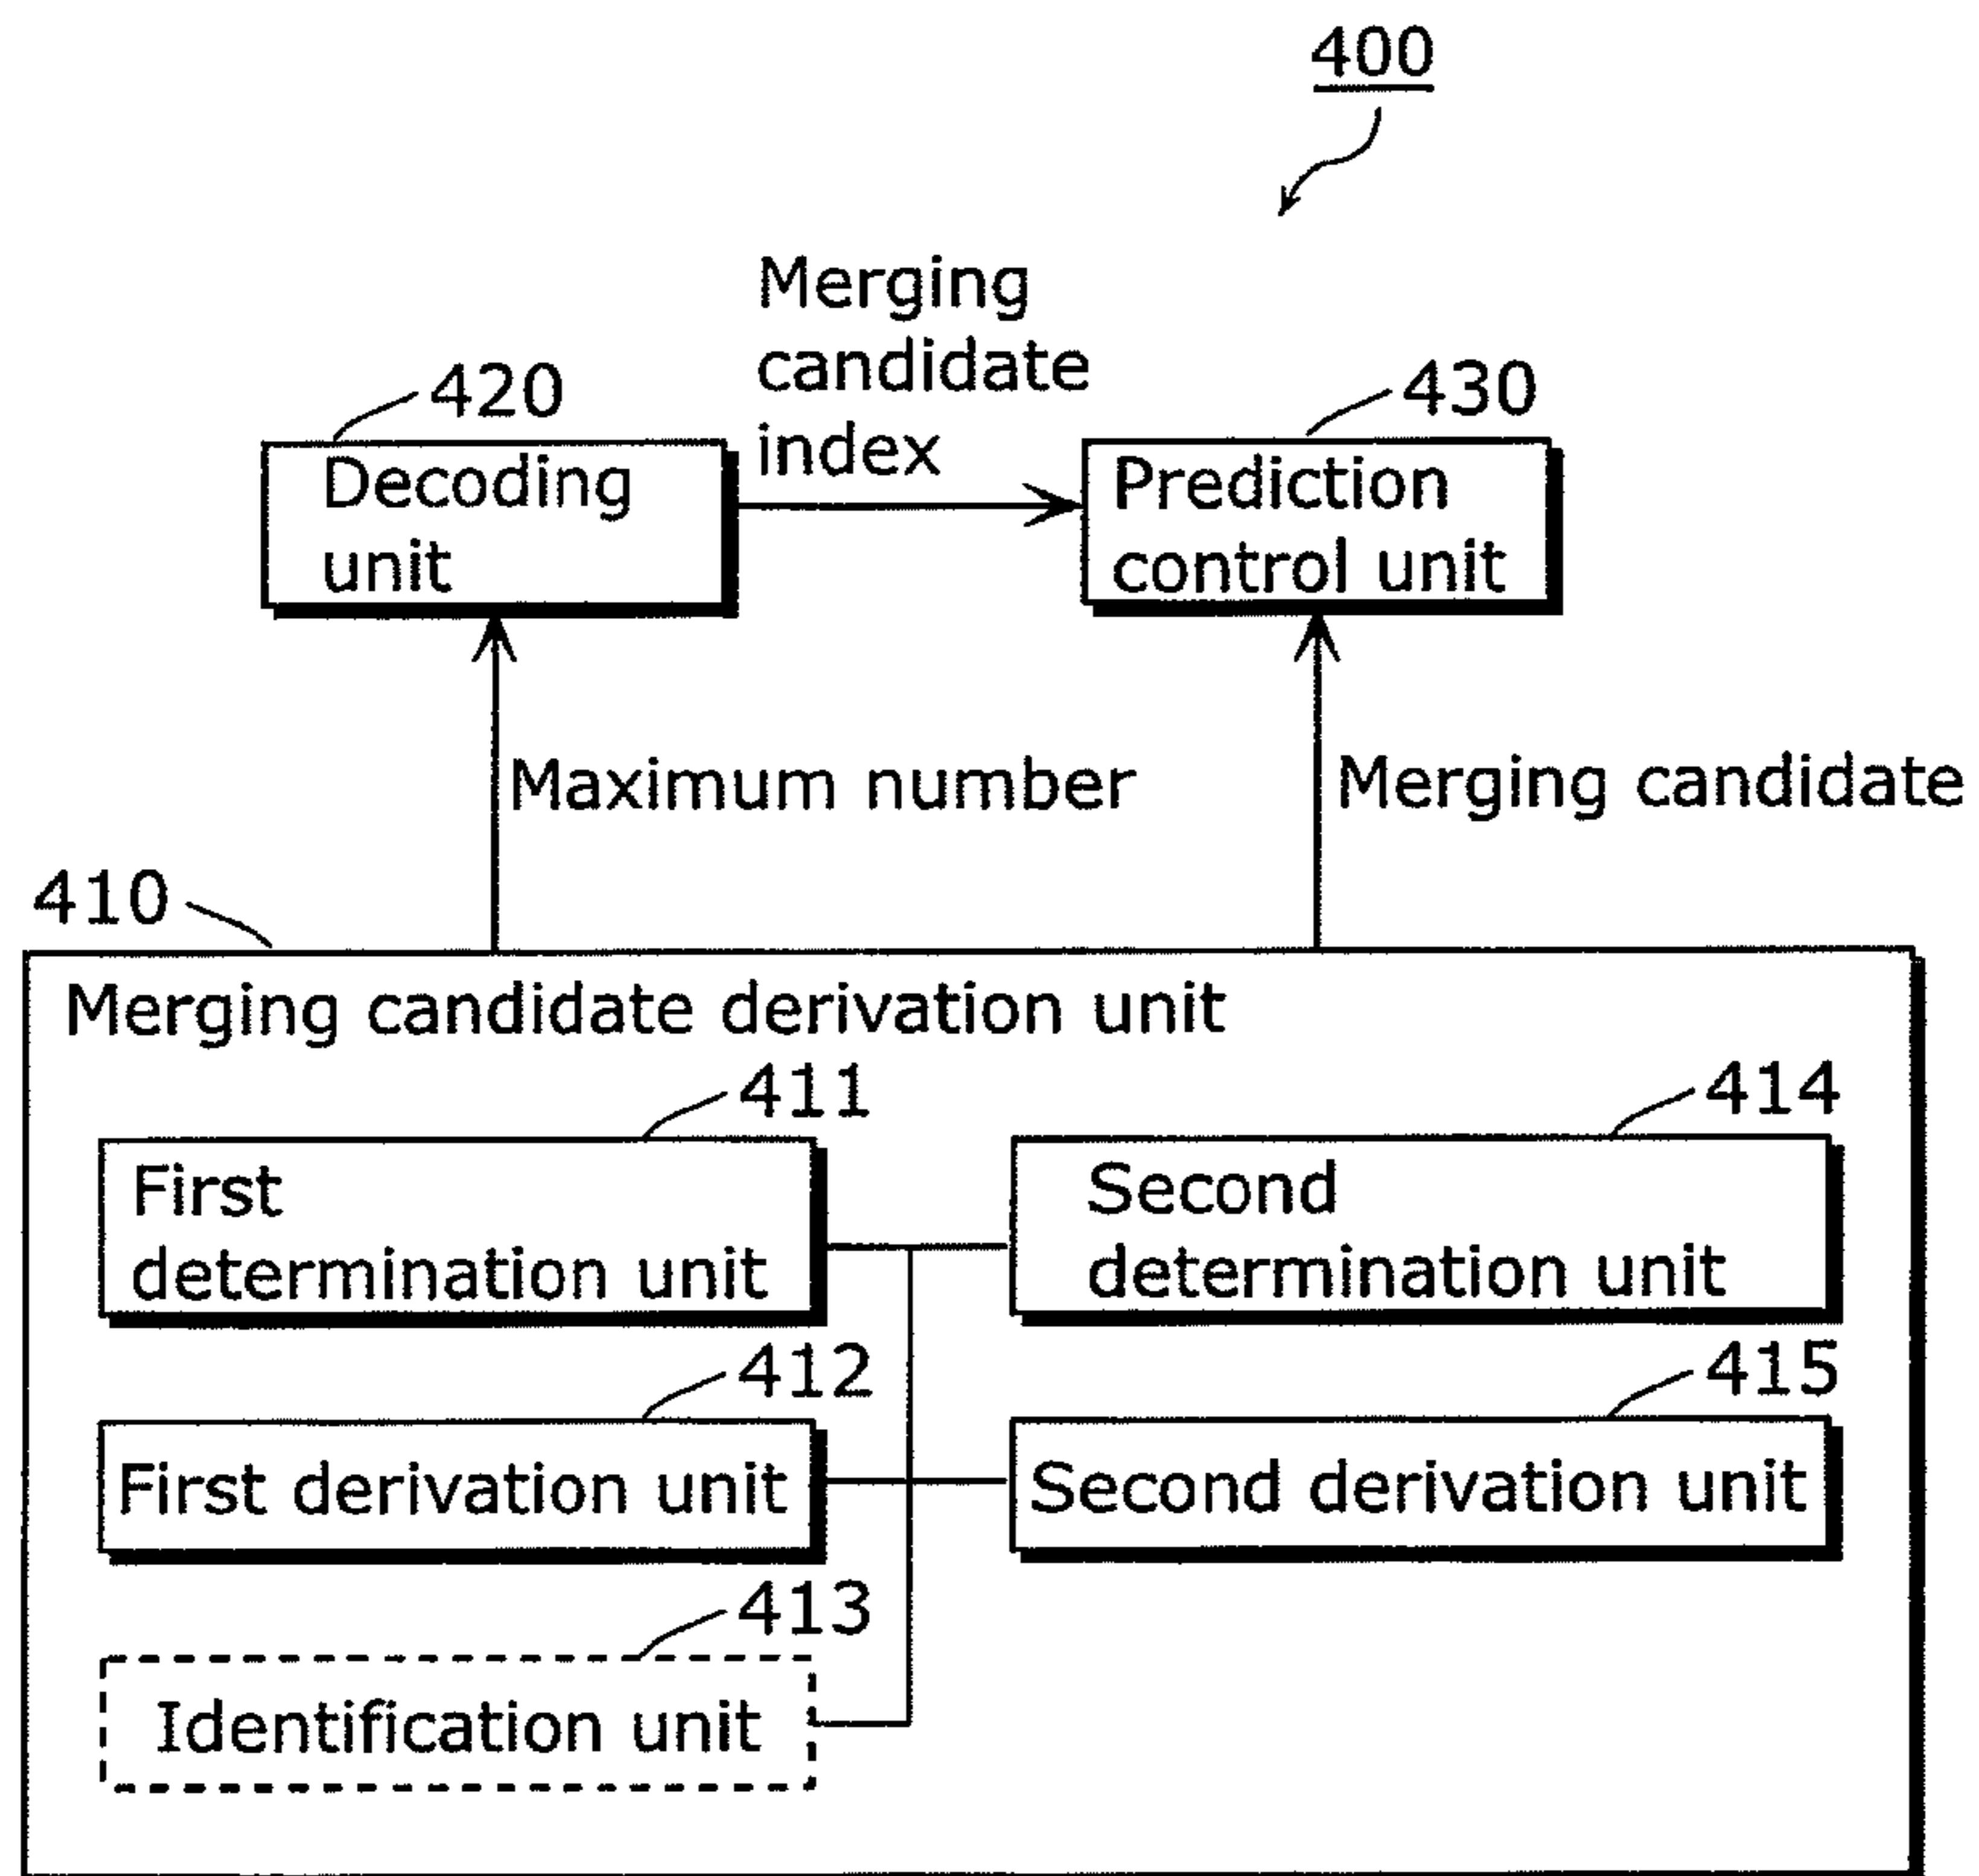 400
Merging
candidate
index
420
430
Decoding
unit
Prediction
control unit
Maximum number
Merging candidate
410
Merging candidate derivation unit
411
414
First
determination unit
Second
determination unit
412
415
First derivation unit
Second derivation unit
413
Identification unit